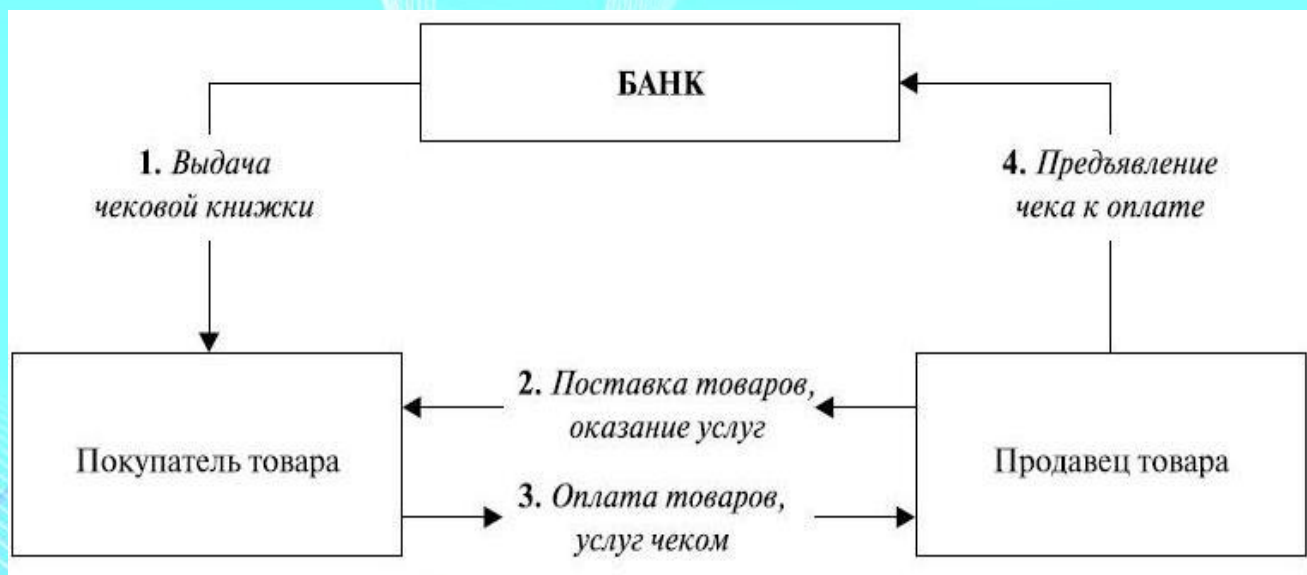 БАНК
1. Выдача
чековой книжки
4. Предъявление
чека к оплате
2. Поставка товаров,
оказание услуг
Покупатель товара
Продавец товара
3. Оплата товаров,
услуг чеком